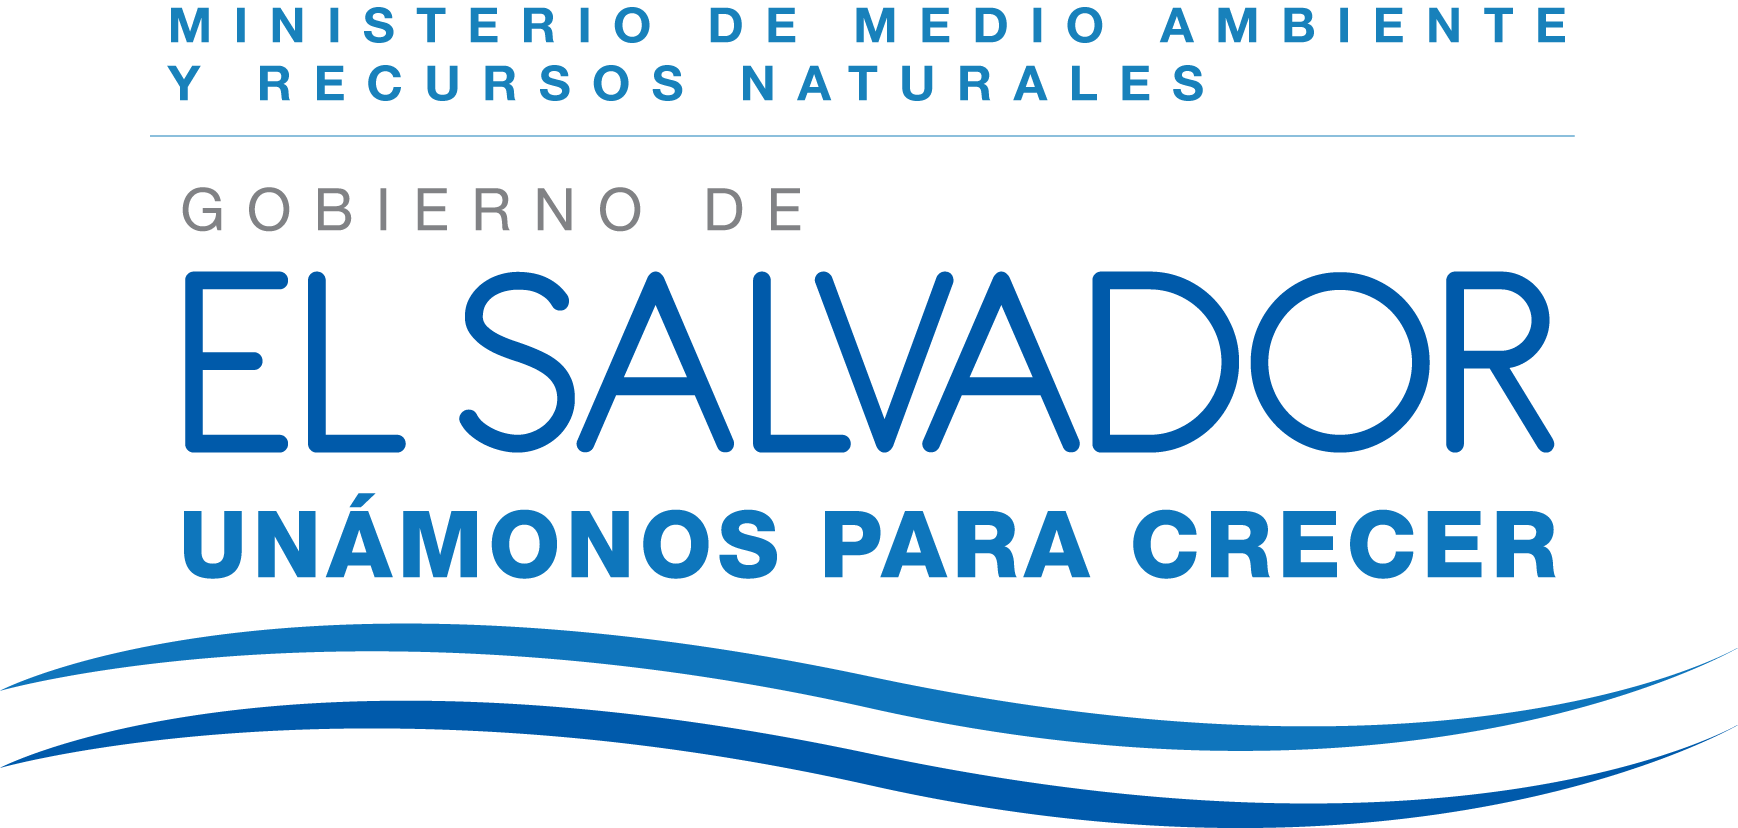 MINISTERIO DE MEDIO AMBIENTE
Y RECURSOS NATURALES
GOBIERNO DE
EL SALVADOR
UNÁMONOS PARA CRECER